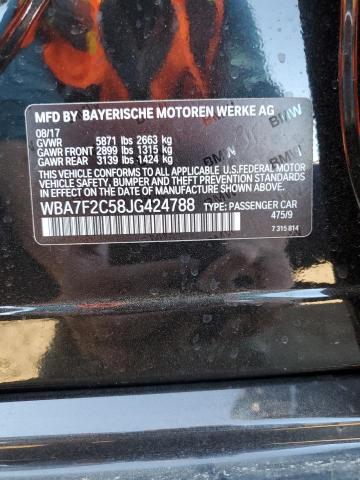 MFD BY BAYERISCHE MOTOREN WERKE AG
08/17
GVWR 5871 lbs 2663 kg
GAWR FRONT 2899 lbs 1315 kg
GAWR REAR 3139 lbs 1424 kg
THIS VEHICLE CONFORMS TO ALL APPLICABLE U.S. FEDERAL MOTOR VEHICLE
SAFETY, BUMPER AND THEFT PREVENTION STANDARDS IN EFFECT
ON THE DATE OF MANUFACTURE SHOWN ABOVE.
WBA7F2C58JG424788 TYPE: PASSENGER CAR
475/9
7 315 814
BMW
BMW
BMW